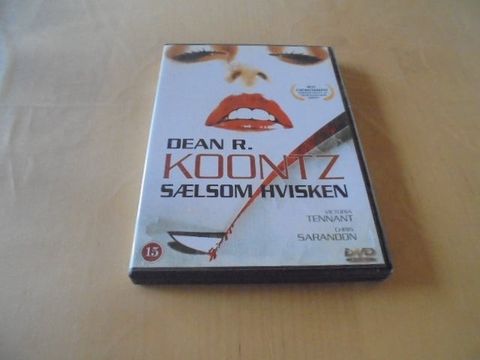 DEAN R.
KOONTZ
SÆLSOM HVISKEN
VICTORIA
TENNANT
CHRIS
SARANDON
15
DVD